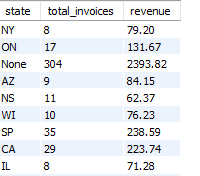 state total_invoices revenue
NY 8 79.20
ON 17 131.67
None 304 2393.82
AZ 9 84.15
NS 11 62.37
WI 10 76.23
SP 35 238.59
CA 29 223.74
IL 8 71.28